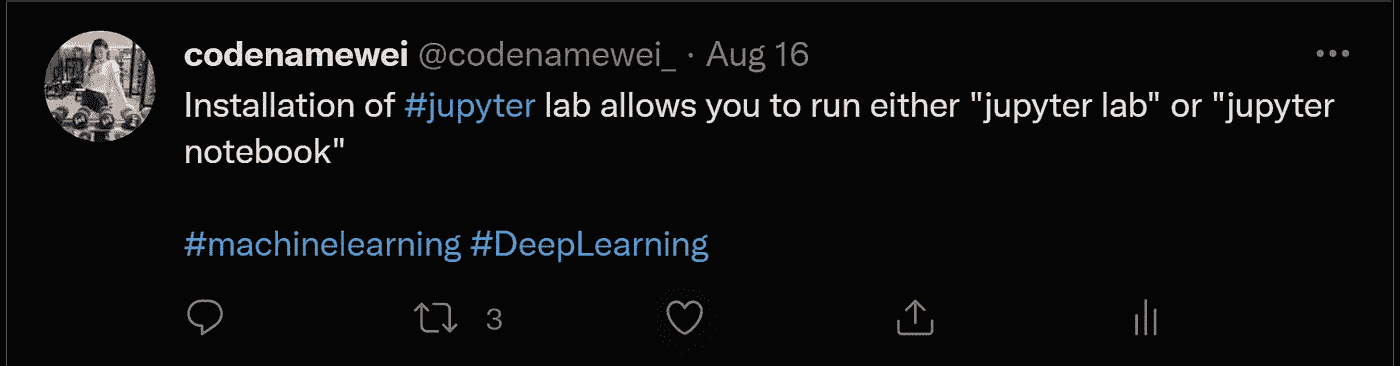 codenamewei @codenamewei_ · Aug 16
Installation of #jupyter lab allows you to run either "jupyter lab" or "jupyter
notebook"
#machinelearning #DeepLearning
3